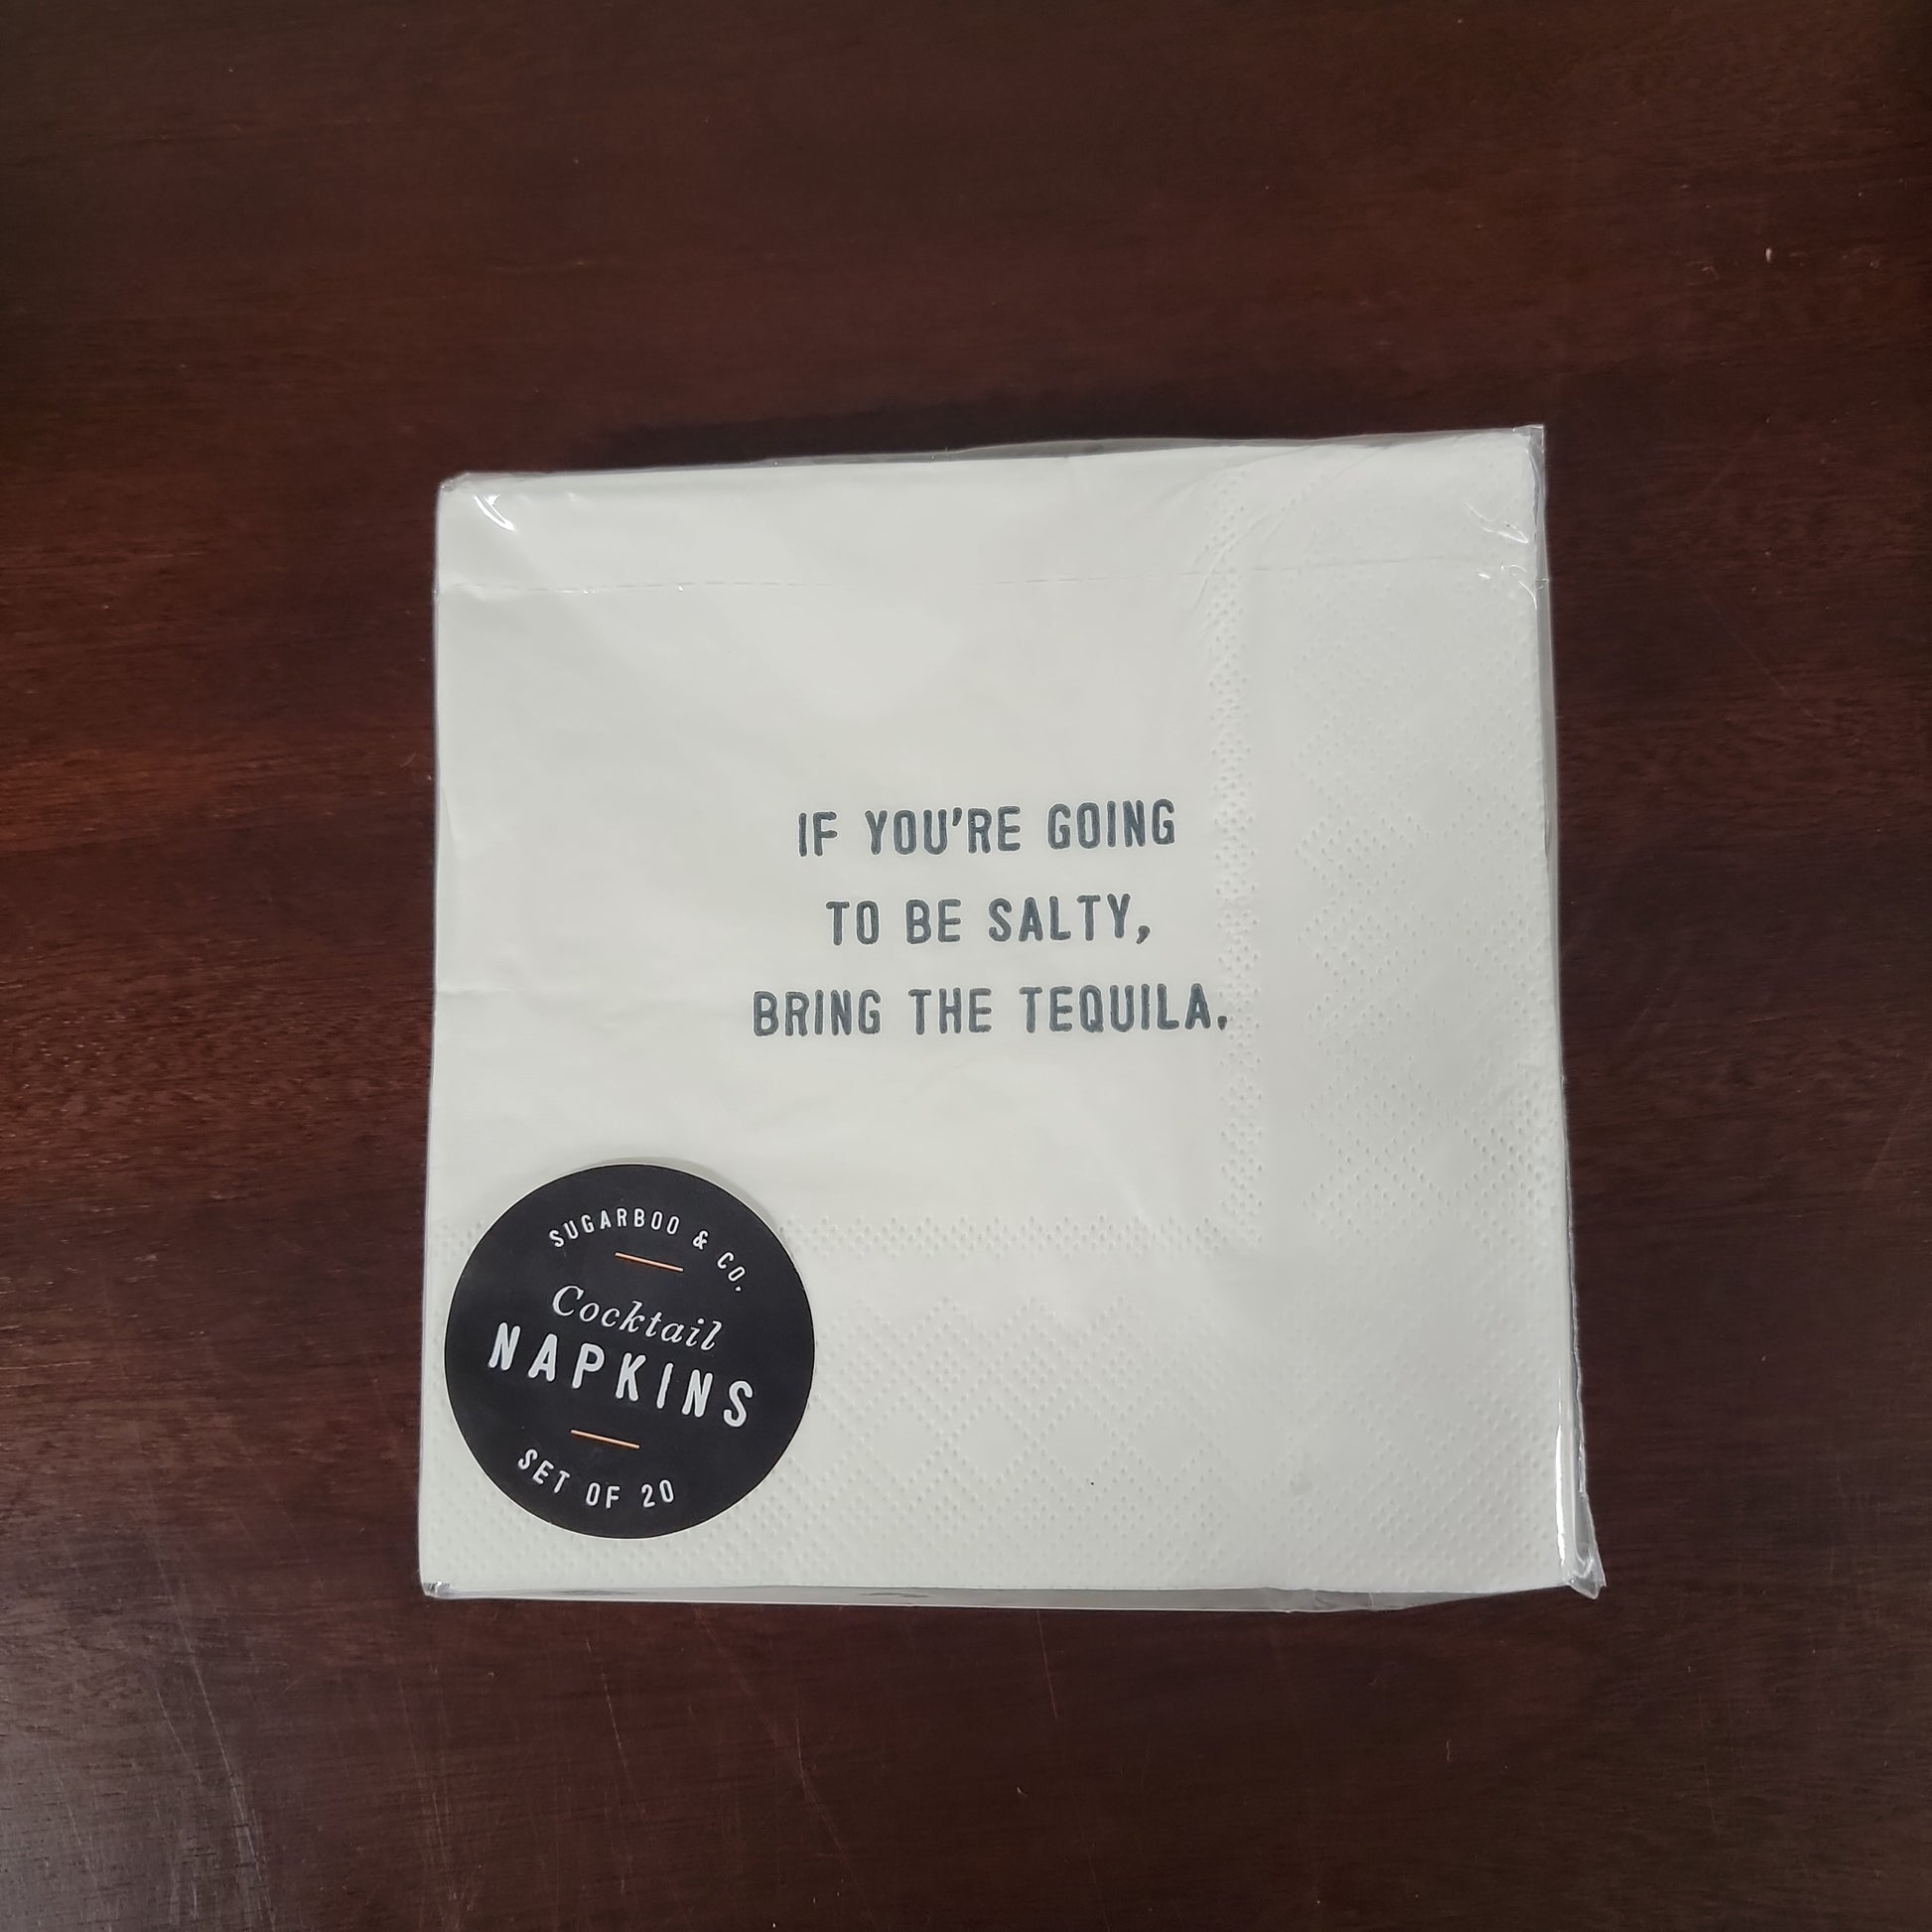 IF YOU'RE GOING
TO BE SALTY,
BRING THE TEQUILA.
SUGARBOO & CO.
Cocktail
NAPKINS
SET OF 20